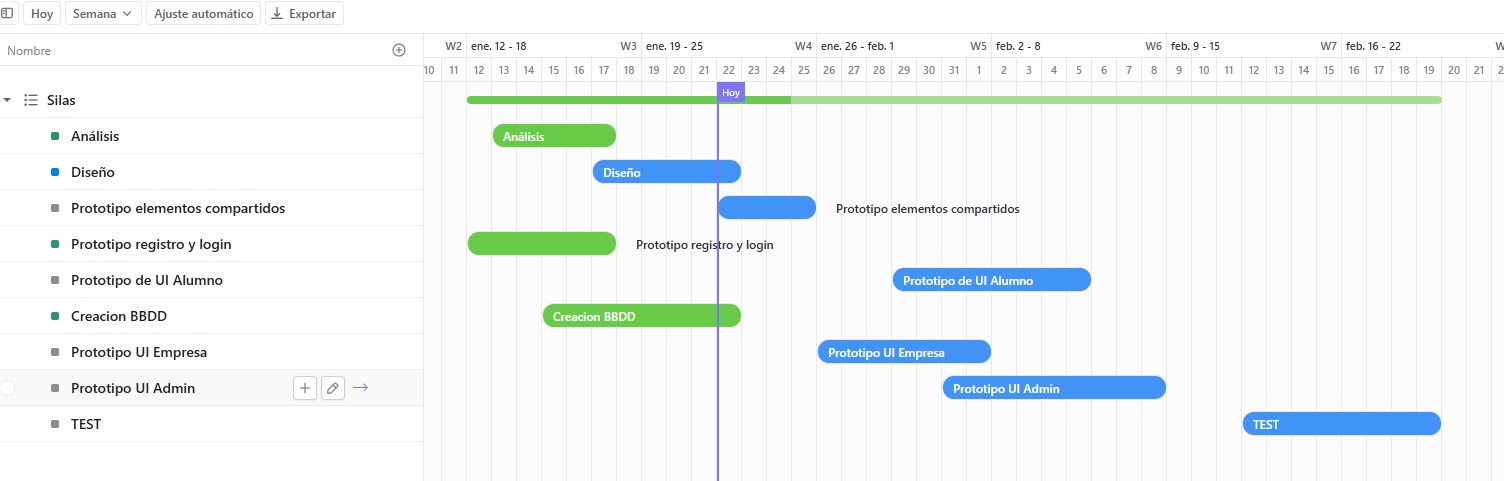 Hoy Semana Ajuste automático Exportar
Nombre
W2 ene. 12 - 18 W3 ene. 19 - 25 W4 ene. 26 - feb. 1 W5 feb. 2 - 8 W6 feb. 9 - 15 W7 feb. 16 - 22 W
10 11 12 13 14 15 16 17 18 19 20 21 22 23 24 25 26 27 28 29 30 31 1 2 3 4 5 6 7 8 9 10 11 12 13 14 15 16 17 18 19 20 21 2
Hoy
Silas
Análisis Análisis
Diseño Diseño
Prototipo elementos compartidos Prototipo elementos compartidos
Prototipo registro y login Prototipo registro y login
Prototipo de UI Alumno Prototipo de UI Alumno
Creacion BBDD Creacion BBDD
Prototipo UI Empresa Prototipo UI Empresa
Prototipo UI Admin Prototipo UI Admin
TEST TEST